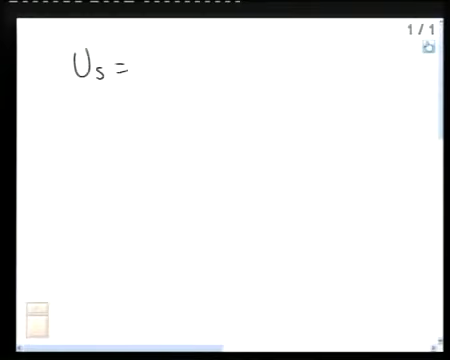 1 / 1
Us =